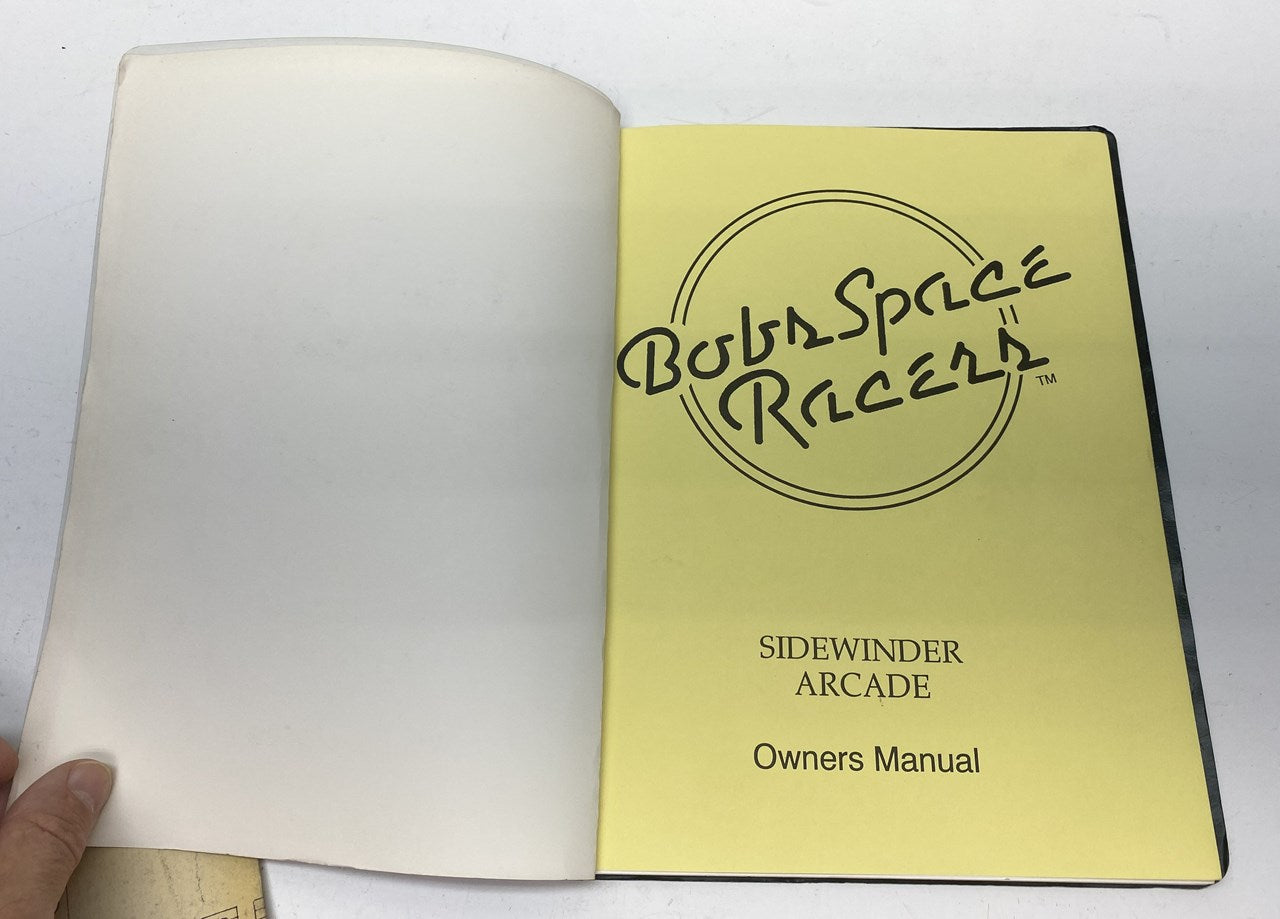 Bobs Space
Racers
TM
SIDEWINDER
ARCADE
Owners Manual